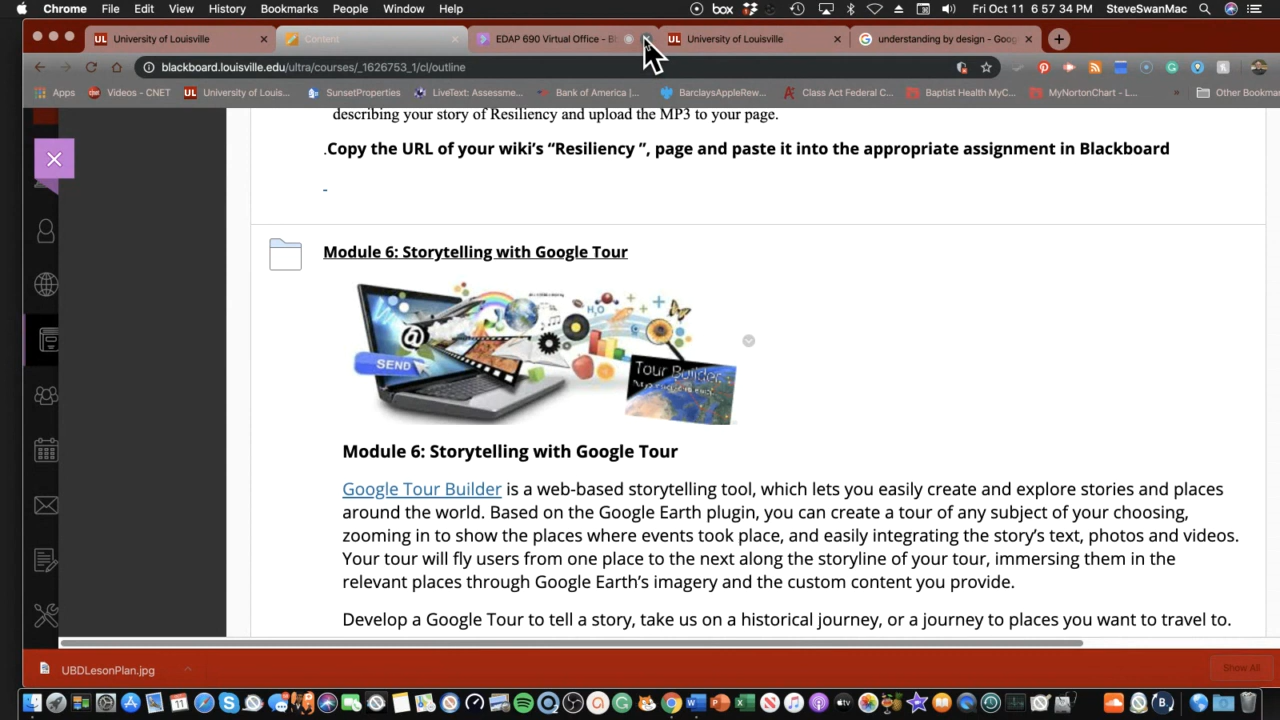 Chrome File Edit View History Bookmarks People Window Help box Fri Oct 11 6:57:34 PM SteveSwanMac
University of Louisville Content EDAP 690 Virtual Office - University of Louisville understanding by design - Goog
blackboard.louisville.edu/ultra/courses/_1626753_1/cl/outline
Apps Videos - CNET University of Louis... SunsetProperties LiveText: Assessme... Bank of America |... BarclaysAppleRew... Class Act Federal C... Baptist Health MyC... MyNortonChart - L... » Other Bookmar
describing your story of Resiliency and upload the MP3 to your page.
.Copy the URL of your wiki's “Resiliency ”, page and paste it into the appropriate assignment in Blackboard
Module 6: Storytelling with Google Tour
@
H₂O
SEND
Tour Builder
Module 6: Storytelling with Google Tour
Google Tour Builder is a web-based storytelling tool, which lets you easily create and explore stories and places
around the world. Based on the Google Earth plugin, you can create a tour of any subject of your choosing,
zooming in to show the places where events took place, and easily integrating the story’s text, photos and videos.
Your tour will fly users from one place to the next along the storyline of your tour, immersing them in the
relevant places through Google Earth’s imagery and the custom content you provide.
Develop a Google Tour to tell a story, take us on a historical journey, or a journey to places you want to travel to.
UBDLesonPlan.jpg Show All